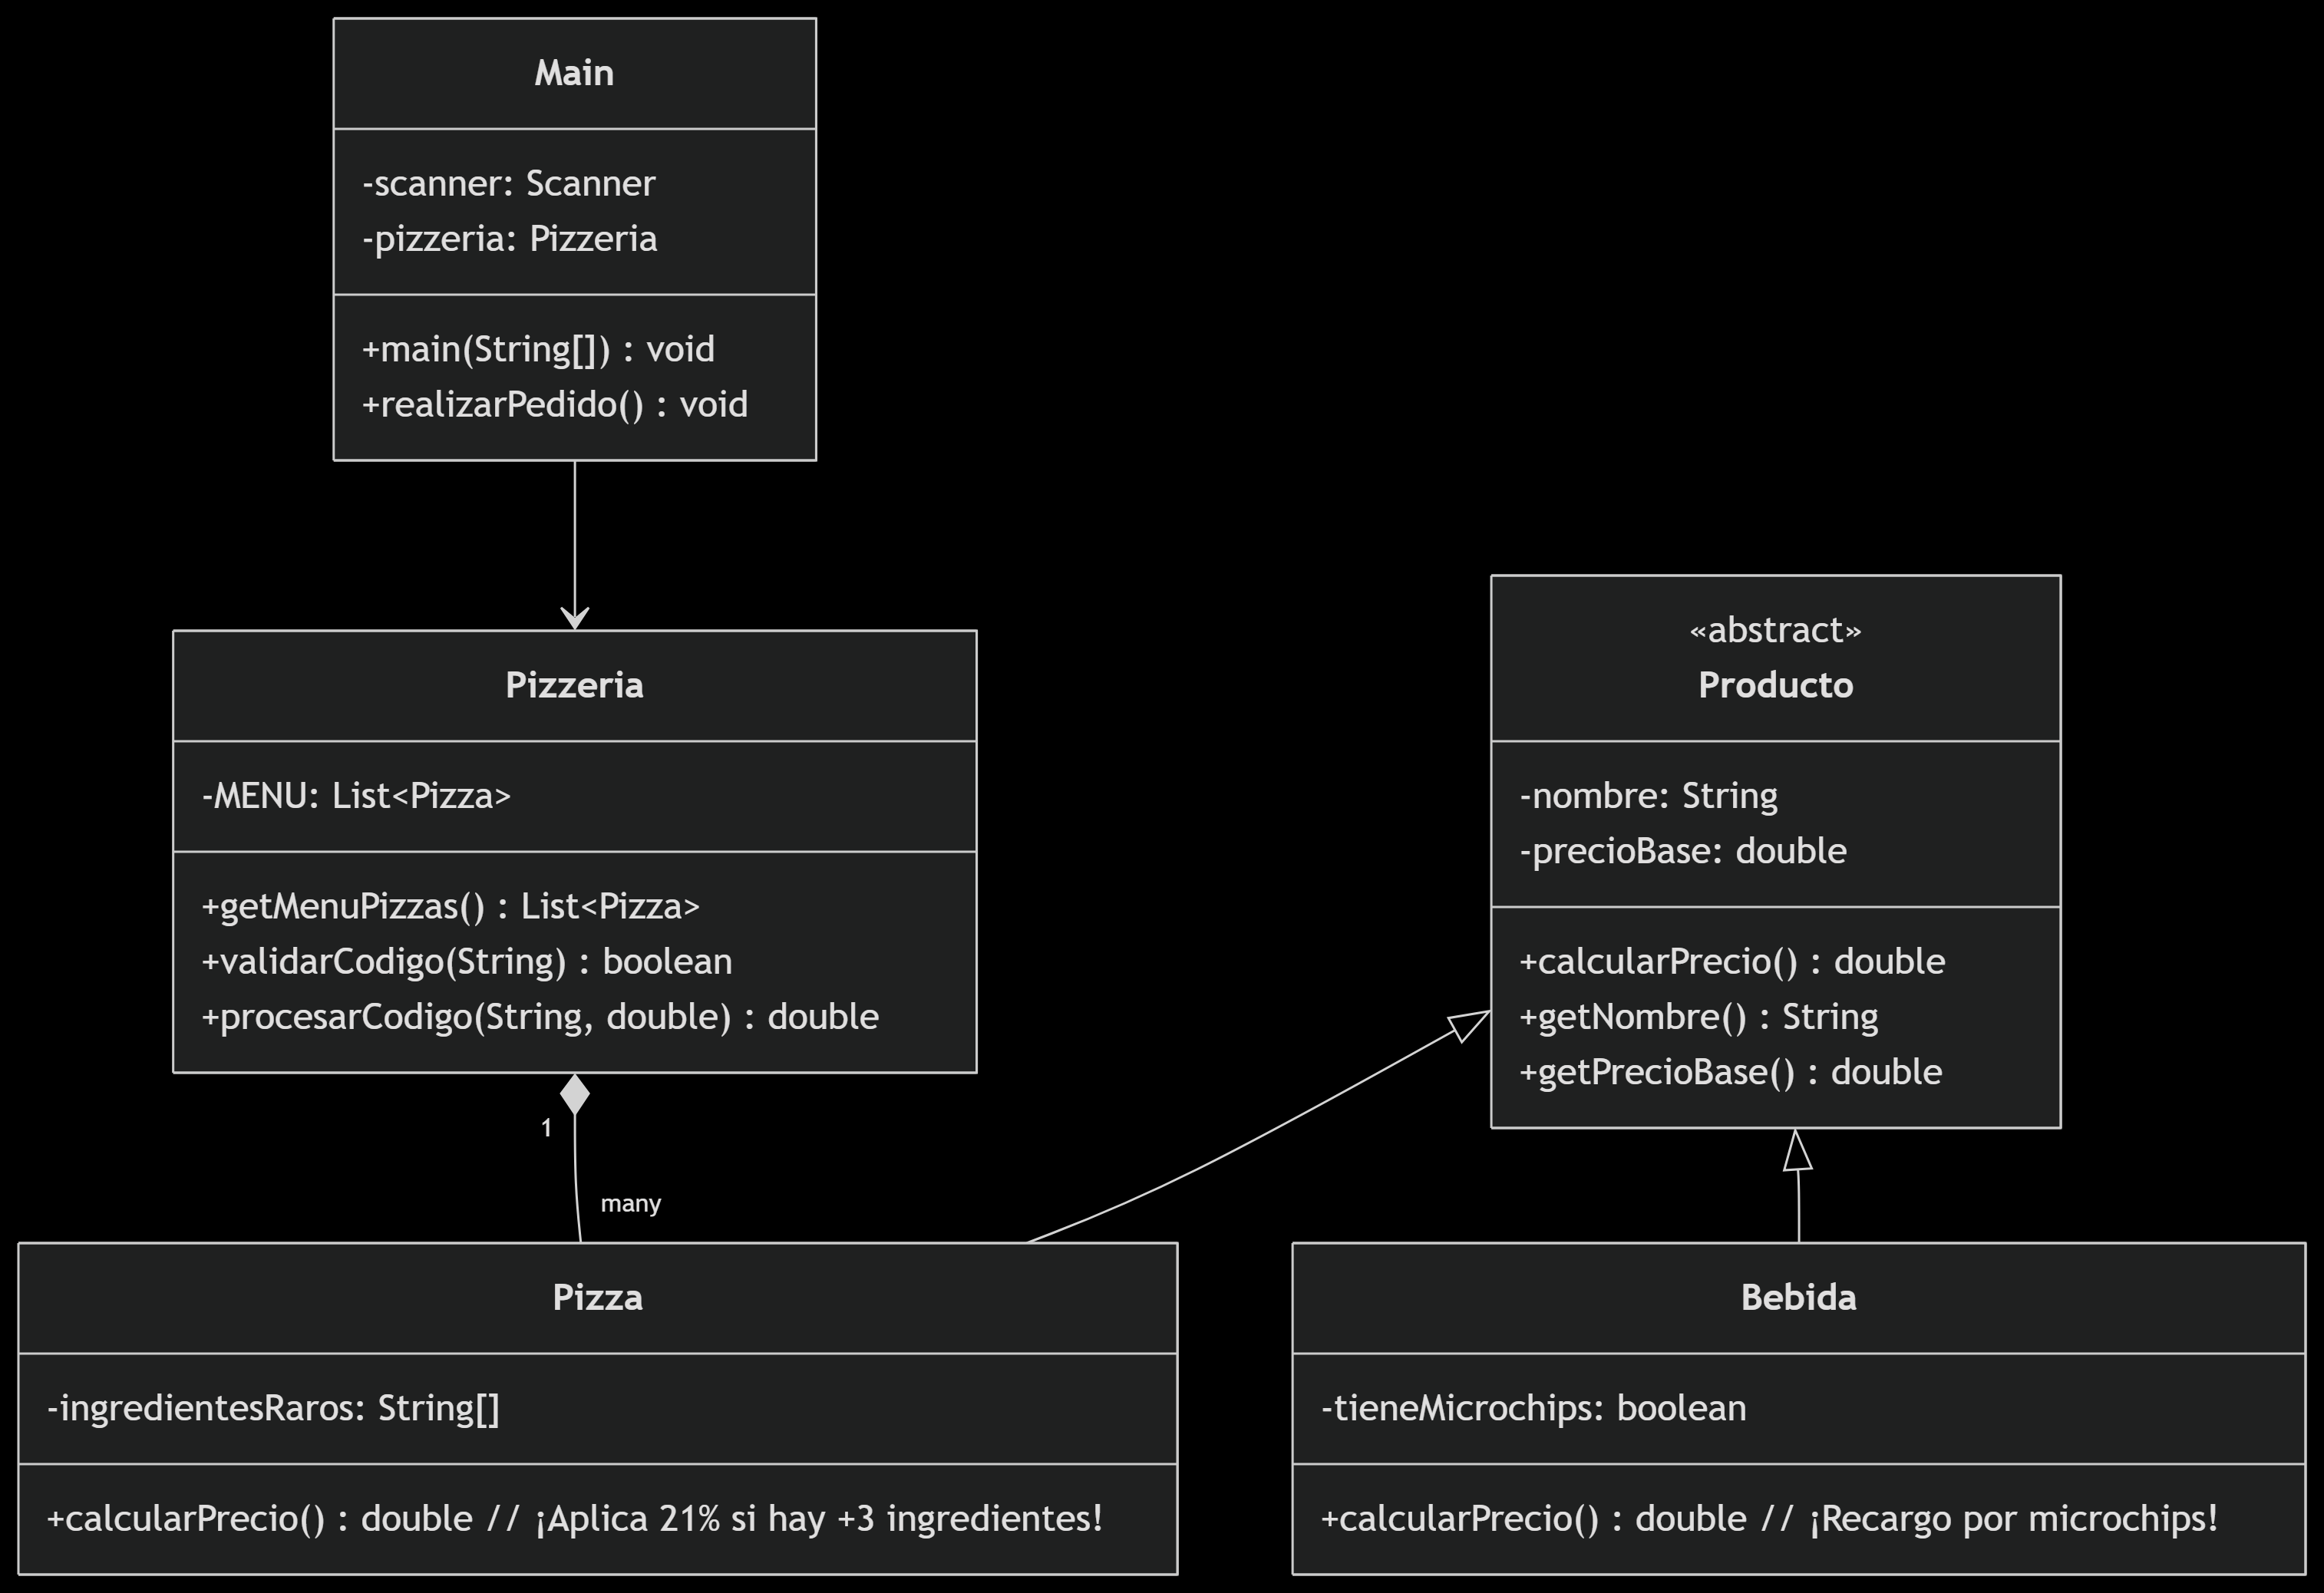 Main
-scanner: Scanner
-pizzeria: Pizzeria
+main(String[]) : void
+realizarPedido() : void
Pizzeria
-MENU: List<Pizza>
+getMenuPizzas() : List<Pizza>
+validarCodigo(String) : boolean
+procesarCodigo(String, double) : double
«abstract»
Producto
-nombre: String
-precioBase: double
+calcularPrecio() : double
+getNombre() : String
+getPrecioBase() : double
1
many
Pizza
-ingredientesRaros: String[]
+calcularPrecio() : double // ¡Aplica 21% si hay +3 ingredientes!
Bebida
-tieneMicrochips: boolean
+calcularPrecio() : double // ¡Recargo por microchips!